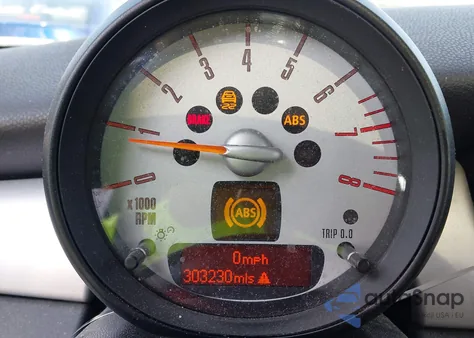 4
5
3
6
2
BRAKE
ABS
7
1
0
8
ABS
x1000
RPM
TRIP 0.0
0mph
303230mls
autoSnap